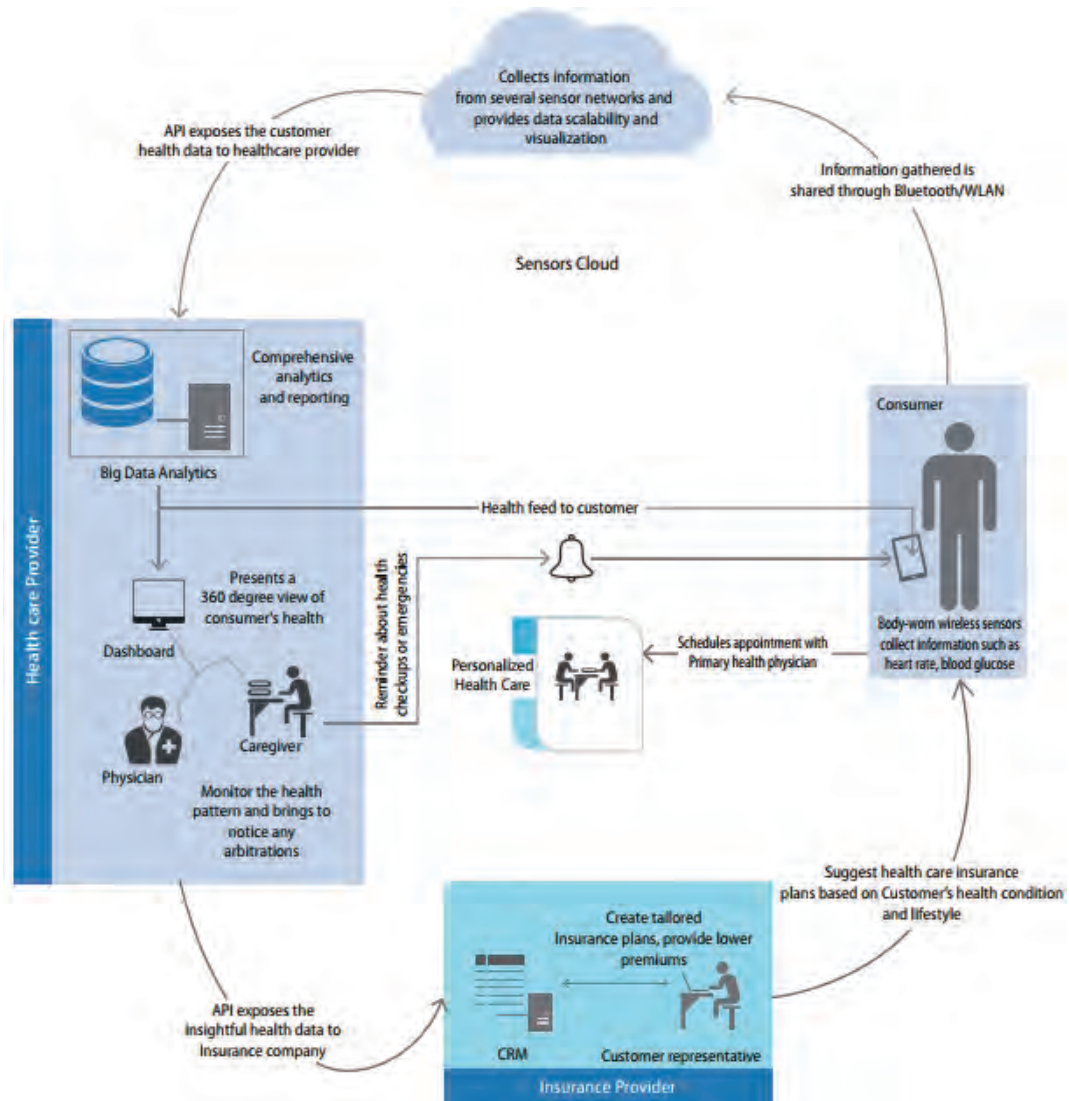 Collects information
from several sensor networks and
provides data scalability and
visualization
API exposes the customer
health data to healthcare provider
Information gathered is
shared through Bluetooth/WLAN
Sensors Cloud
Health care Provider
Comprehensive
analytics
and reporting
Big Data Analytics
Consumer
Health feed to customer
Presents a
360 degree view of
consumer's health
Dashboard
Reminder about health
checkups or emergencies
Body-worn wireless sensors
collect information such as
heart rate, blood glucose
Schedules appointment with
Primary health physician
Personalized
Health Care
Caregiver
Physician
Monitor the health
pattern and brings to
notice any
arbitrations
Suggest health care insurance
plans based on Customer's health condition
and lifestyle
Create tailored
Insurance plans, provide lower
premiums
API exposes the
insightful health data to
Insurance company
CRM
Customer representative
Insurance Provider